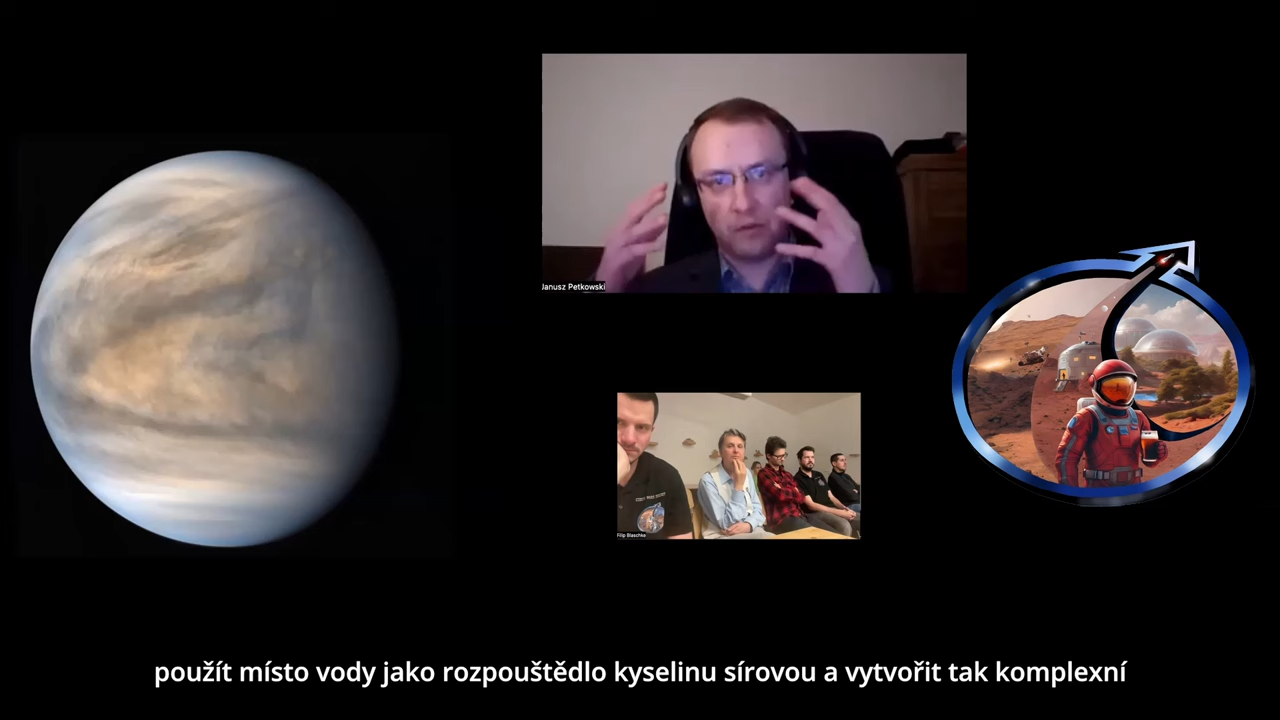 Janusz Petkowski
Filip Blaschke
použít místo vody jako rozpouštědlo kyselinu sírovou a vytvořit tak komplexní